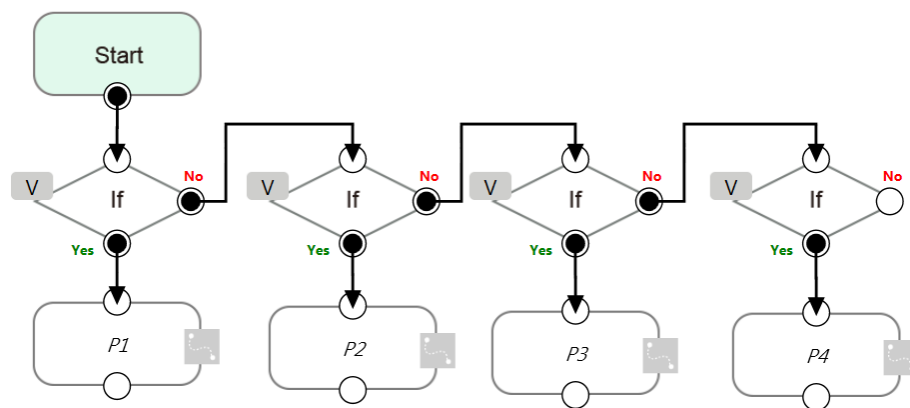 Start
V
If
No
Yes
V
If
No
Yes
V
If
No
Yes
V
If
No
Yes
P1
P2
P3
P4